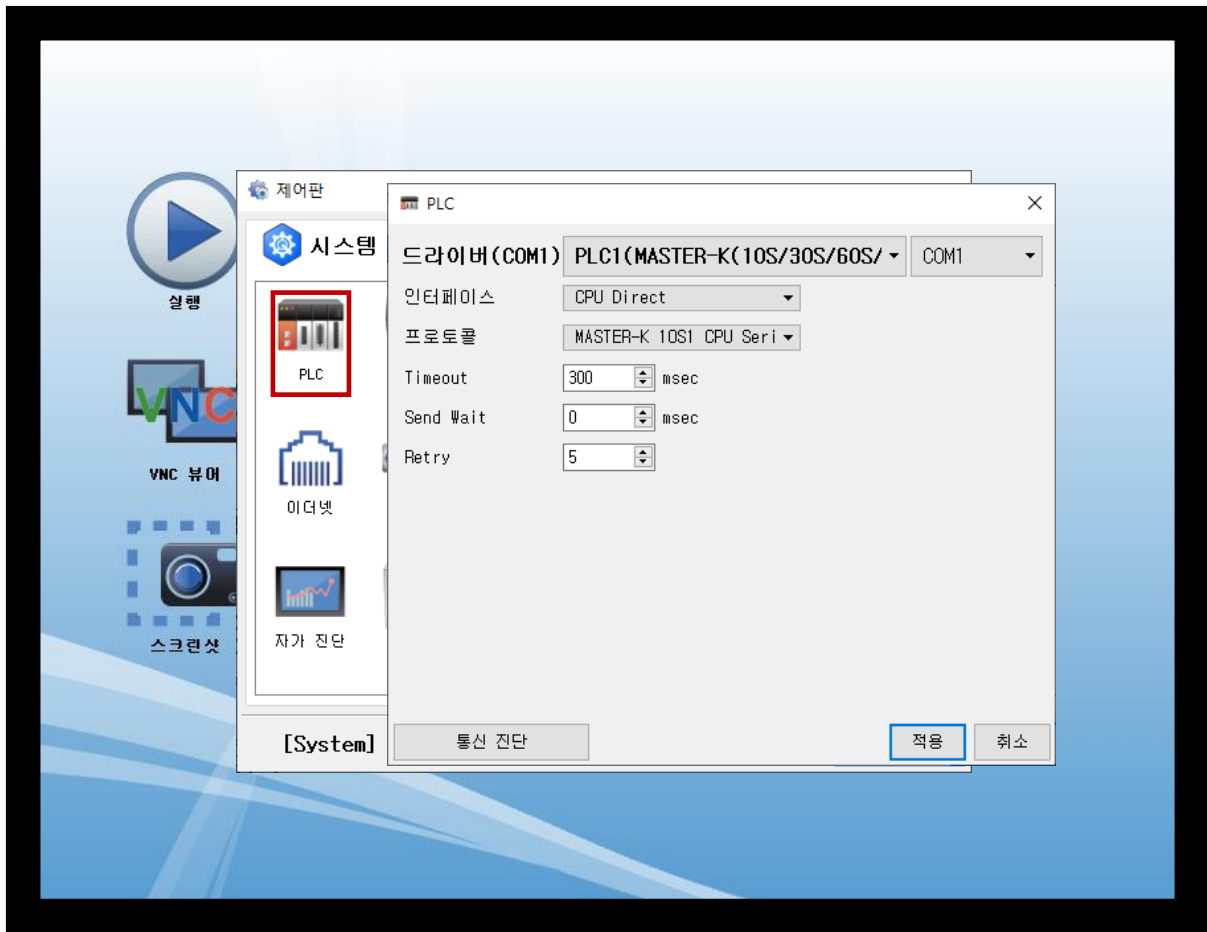 제어판
PLC
시스템
드라이버(COM1)
PLC1(MASTER-K(10S/30S/60S/
COM1
인터페이스
CPU Direct
프로토콜
MASTER-K 10S1 CPU Seri
Timeout
300
msec
Send Wait
0
msec
Retry
5
실행
PLC
VNC
VNC 뷰어
이더넷
스크린샷
자가 진단
[System]
통신 진단
적용
취소